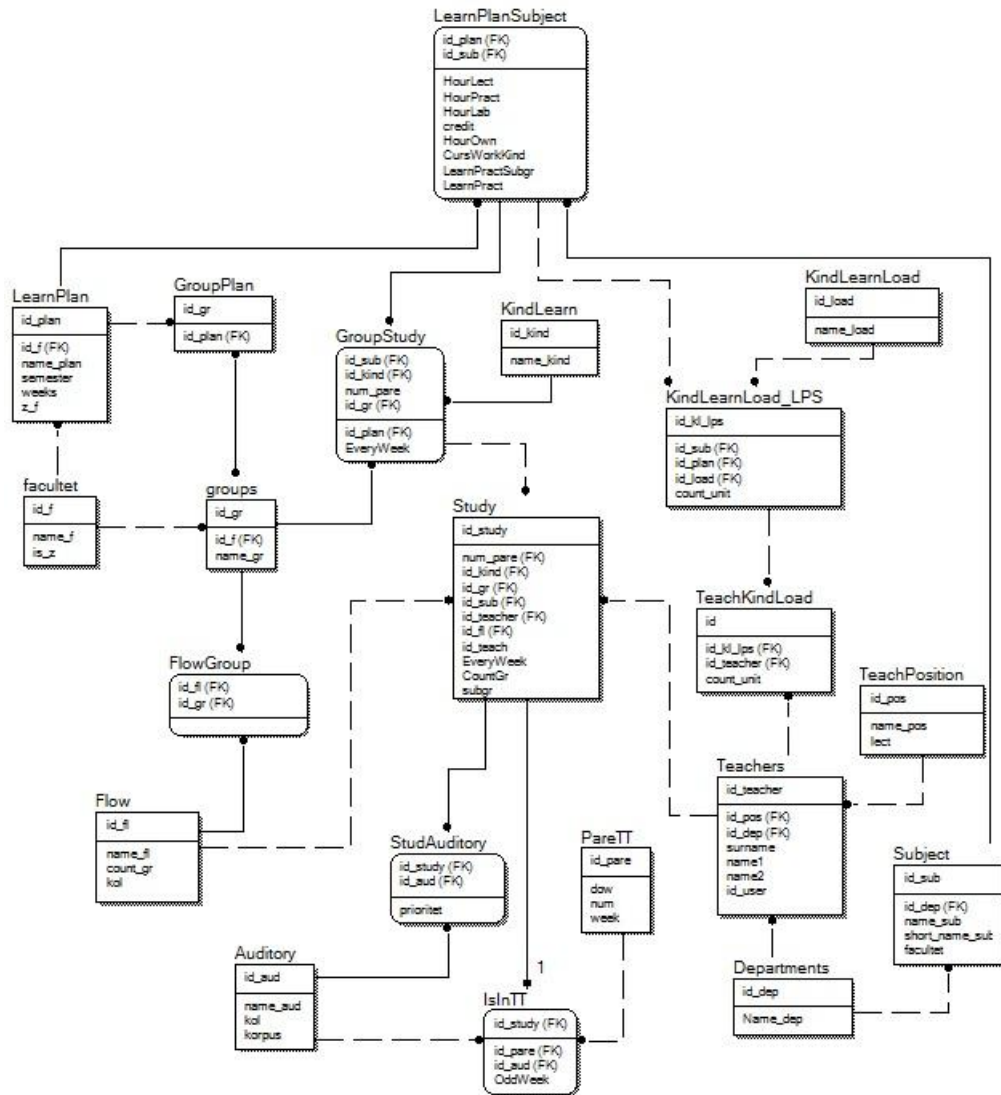 LearnPlanSubject
id_plan (FK)
id_sub (FK)
HourLect
HourPract
HourLab
credit
HourOwn
CursWorkKind
LearnPractSubgr
LearnPract
LearnPlan
id_plan
id_f (FK)
name_plan
semester
weeks
z_f
GroupPlan
id_gr
id_plan (FK)
GroupStudy
id_sub (FK)
id_kind (FK)
num_pare
id_gr (FK)
id_plan (FK)
EveryWeek
KindLearn
id_kind
name_kind
KindLearnLoad
id_load
name_load
KindLearnLoad_LPS
id_kl_lps
id_sub (FK)
id_plan (FK)
id_load (FK)
count_unit
facultet
id_f
name_f
is_z
groups
id_gr
id_f (FK)
name_gr
Study
id_study
num_pare (FK)
id_kind (FK)
id_gr (FK)
id_sub (FK)
id_teacher (FK)
id_fl (FK)
id_teach
EveryWeek
CountGr
subgr
TeachKindLoad
id
id_kl_lps (FK)
id_teacher (FK)
count_unit
TeachPosition
id_pos
name_pos
lect
FlowGroup
id_fl (FK)
id_gr (FK)
Flow
id_fl
name_fl
count_gr
kol
StudAuditory
id_study (FK)
id_aud (FK)
prioritet
PareTT
id_pare
dow
num
week
Teachers
id_teacher
id_pos (FK)
id_dep (FK)
surname
name1
name2
id_user
Subject
id_sub
id_dep (FK)
name_sub
short_name_sub
facultet
Auditory
id_aud
name_aud
kol
korpus
1
IsInTT
id_study (FK)
id_pare (FK)
id_aud (FK)
OddWeek
Departments
id_dep
Name_dep